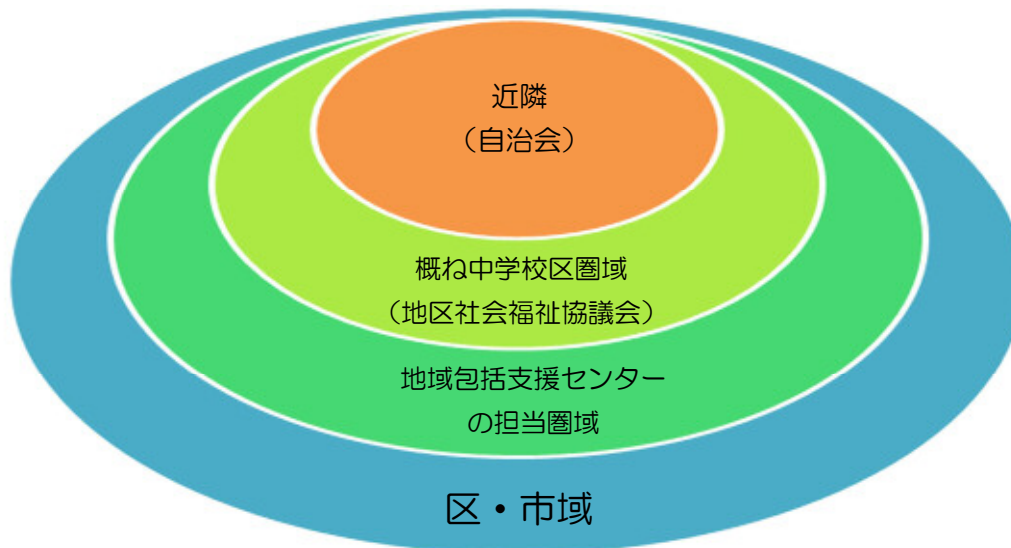 近隣
（自治会）
概ね中学校区圏域
（地区社会福祉協議会）
地域包括支援センター
の担当圏域
区・市域